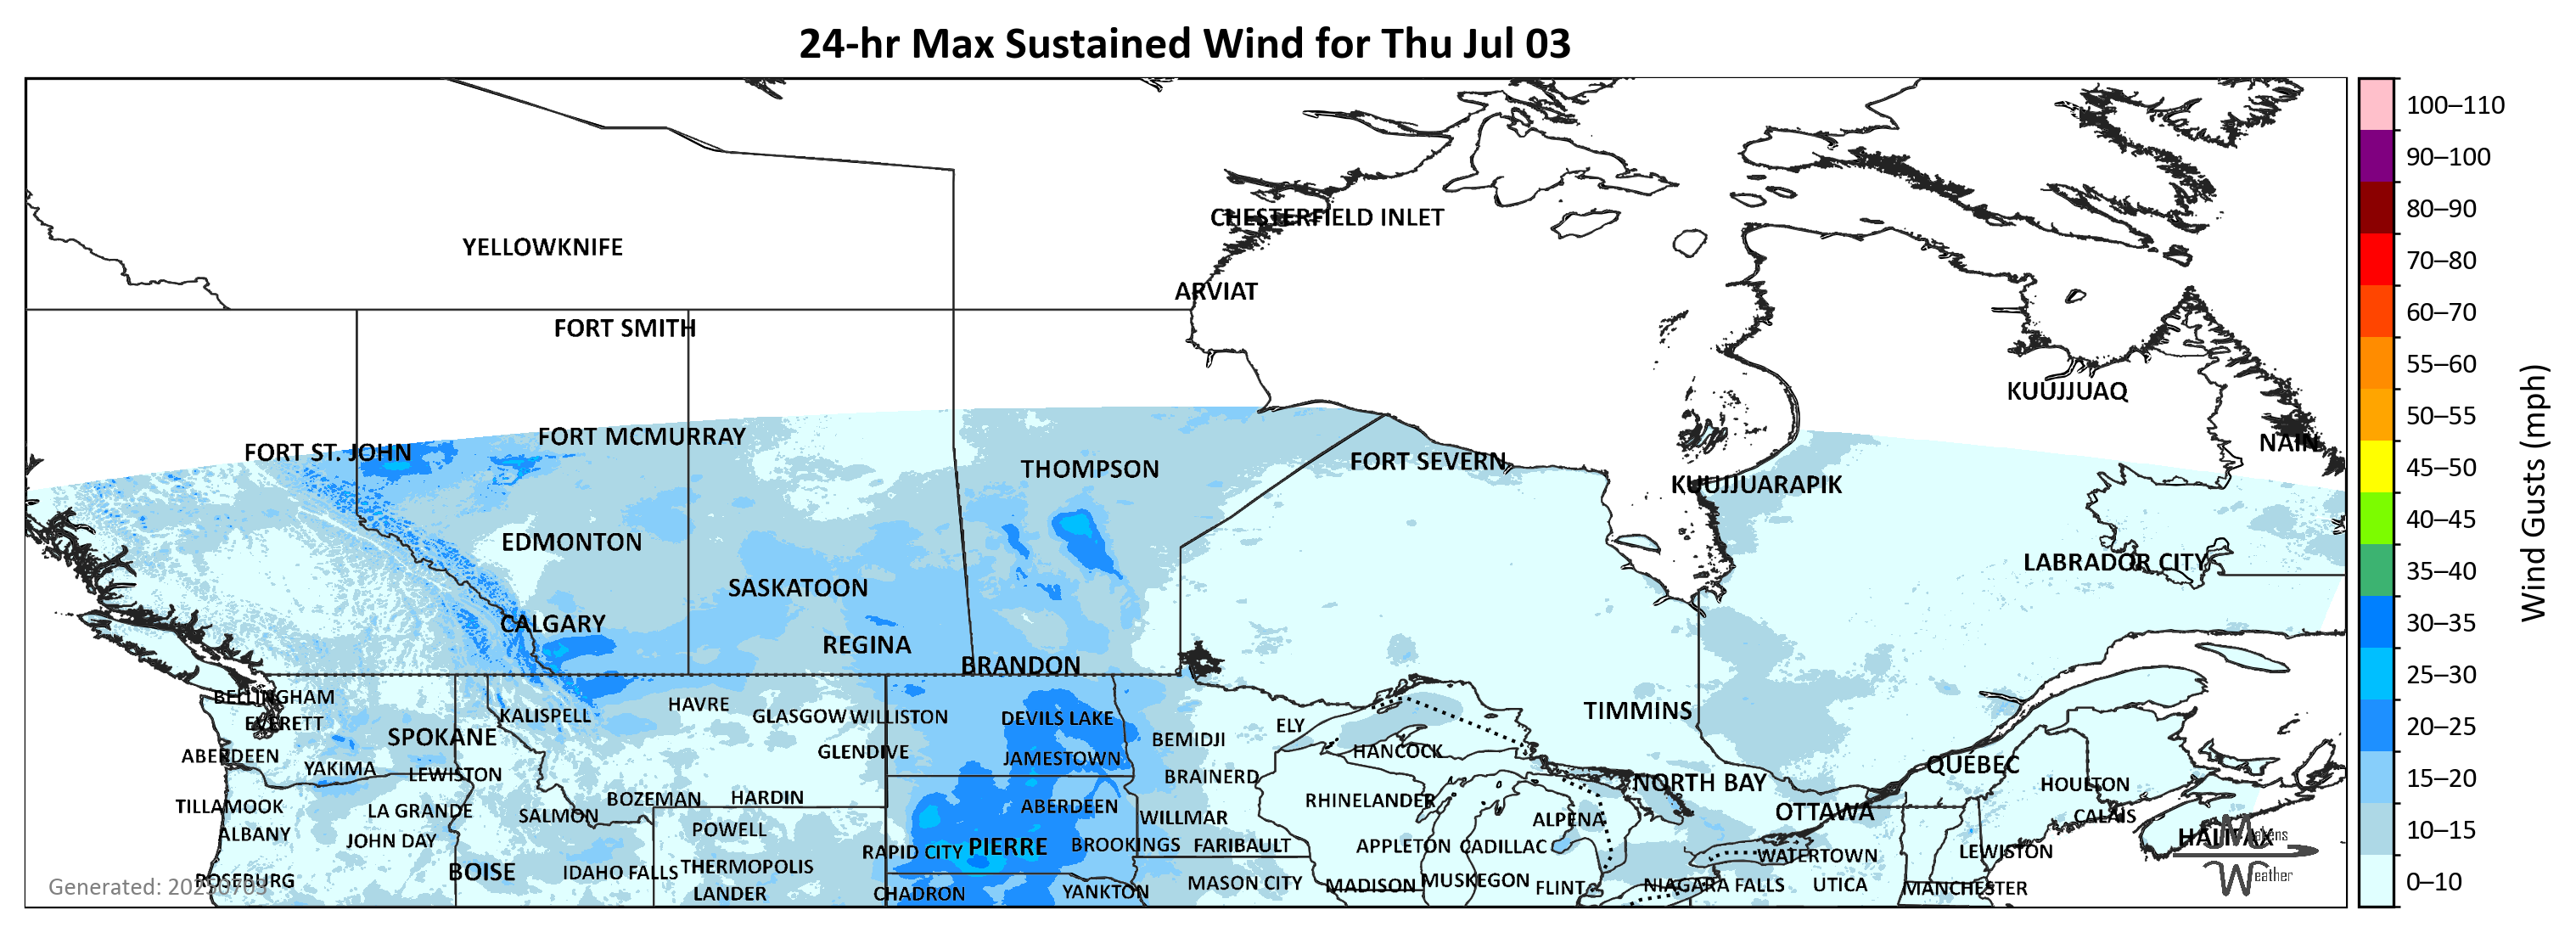 24-hr Max Sustained Wind for Thu Jul 03
CHESTERFIELD INLET
YELLOWKNIFE
ARVIAT
FORT SMITH
KUUJJUAQ
FORT MCMURRAY
NAIN
FORT ST. JOHN
FORT SEVERN
THOMPSON
KUUJJUARAPIK
EDMONTON
LABRADOR CITY
SASKATOON
CALGARY
REGINA
BRANDON
BELLINGHAM
HAVRE
TIMMINS
KALISPELL
GLASGOW
WILLISTON
DEVILS LAKE
EVERETT
ELY
SPOKANE
BEMIDJI
GLENDIVE
HANCOCK
ABERDEEN
JAMESTOWN
QUÉBEC
YAKIMA
LEWISTON
BRAINERD
NORTH BAY
HOULTON
BOZEMAN
HARDIN
RHINELANDER
TILLAMOOK
ABERDEEN
LA GRANDE
SALMON
OTTAWA
CALAIS
WILLMAR
ALPENA
POWELL
ALBANY
HALIFAX
Makens
JOHN DAY
PIERRE
BROOKINGS
FARIBAULT
APPLETON
CADILLAC
RAPID CITY
LEWISTON
WATERTOWN
THERMOPOLIS
BOISE
IDAHO FALLS
Weather
MUSKEGON
ROSEBURG
Generated: 20250703
MASON CITY
MADISON
NIAGARA FALLS
UTICA
FLINT
MANCHESTER
YANKTON
LANDER
CHADRON
100–110
90–100
80–90
70–80
60–70
55–60
50–55
45–50
40–45
35–40
30–35
25–30
20–25
15–20
10–15
0–10
Wind Gusts (mph)